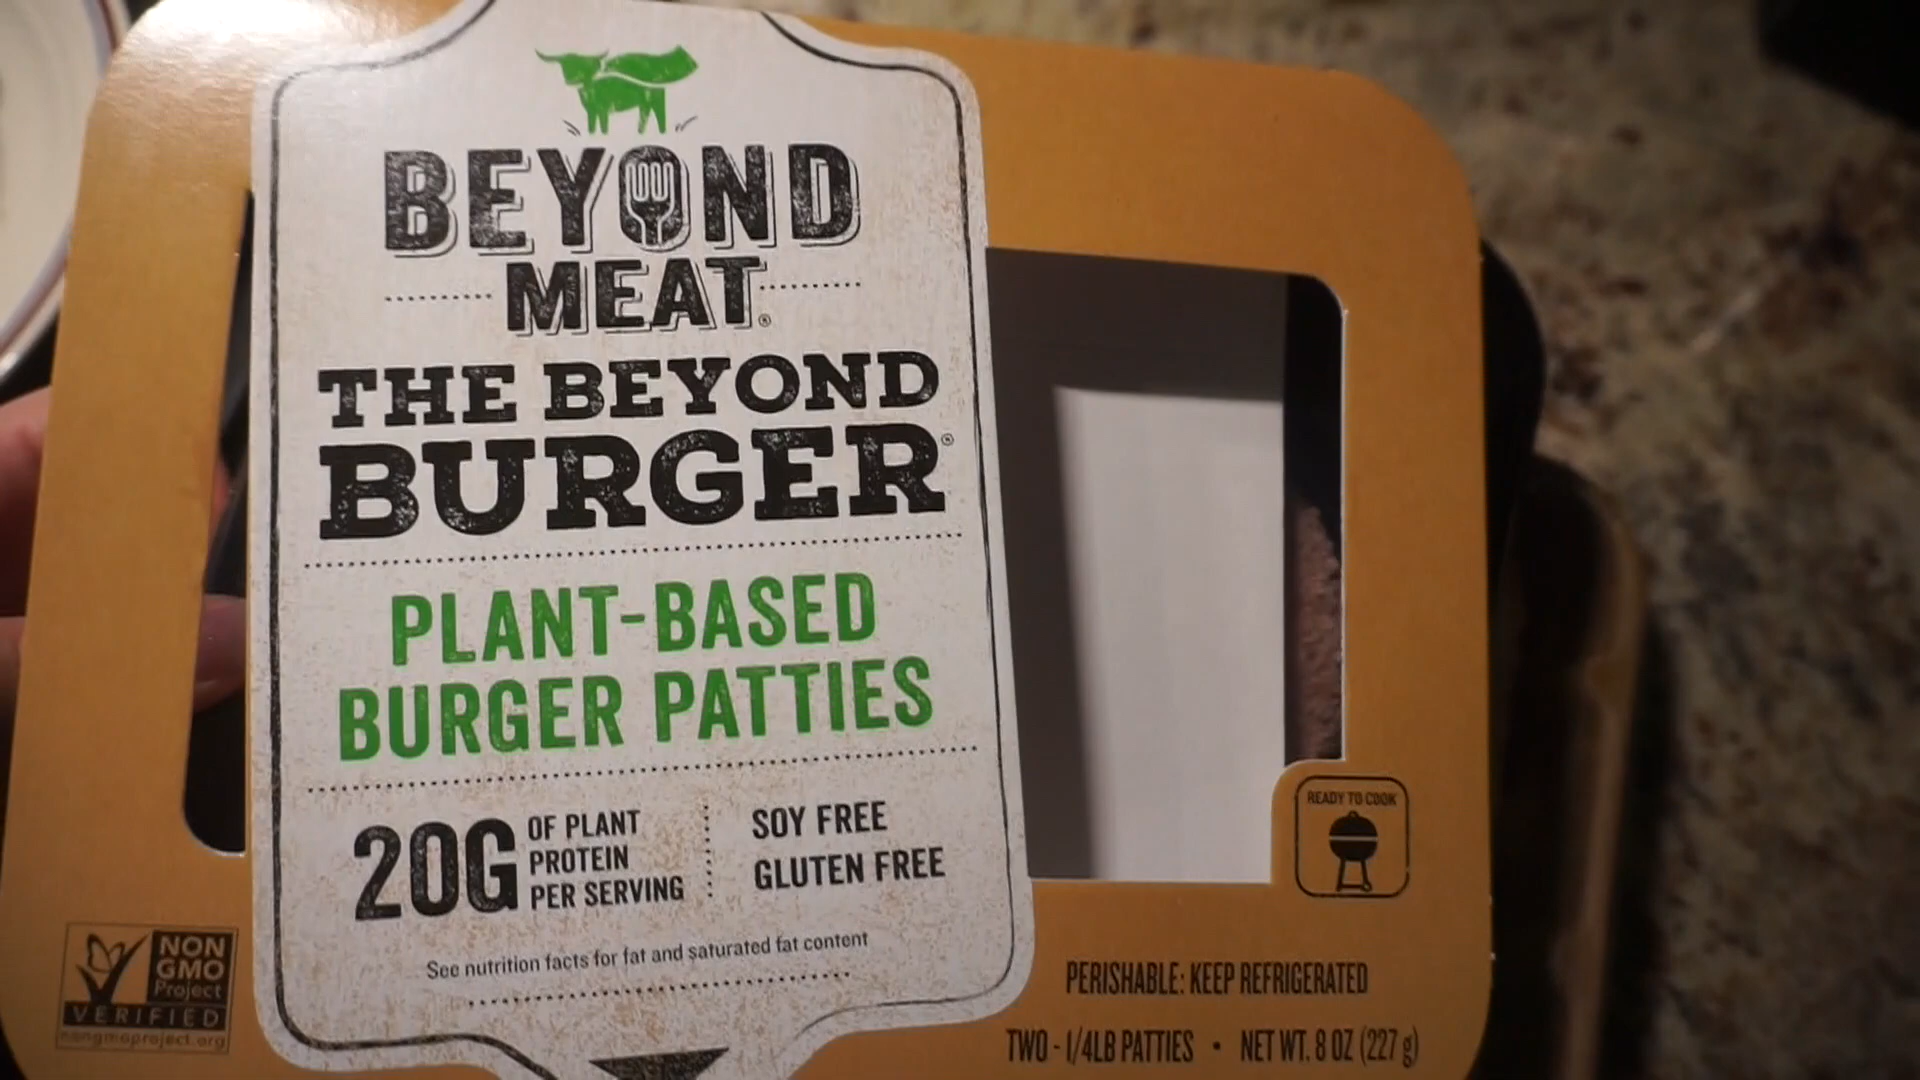 BEYOND
MEAT®
THE BEYOND
BURGER®
PLANT-BASED
BURGER PATTIES
20G
OF PLANT
PROTEIN
PER SERVING
SOY FREE
GLUTEN FREE
See nutrition facts for fat and saturated fat content
READY TO COOK
NON
GMO
Project
VERIFIED
nongmoproject.org
PERISHABLE: KEEP REFRIGERATED
TWO - 1/4LB PATTIES • NET WT. 8 OZ (227 g)